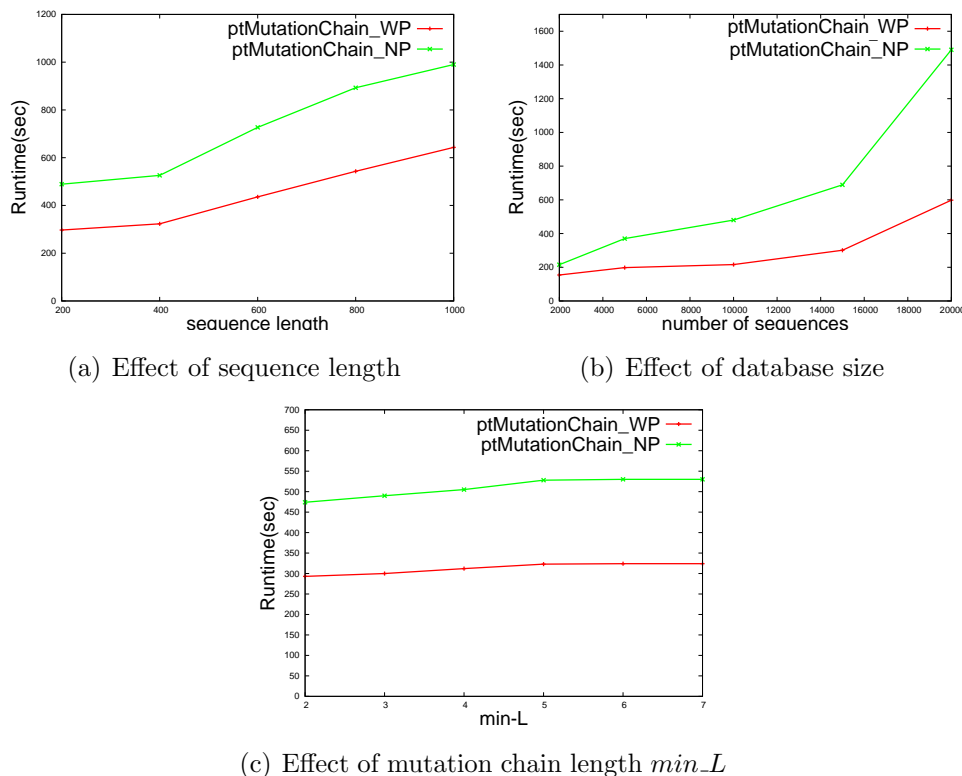 1200
1000
800
600
400
200
0
200 400 600 800 1000
Runtime(sec)
sequence length
ptMutationChain_WP
ptMutationChain_NP
(a) Effect of sequence length
1600
1400
1200
1000
800
600
400
200
0
2000 4000 6000 8000 10000 12000 14000 16000 18000 20000
Runtime(sec)
number of sequences
ptMutationChain_WP
ptMutationChain_NP
(b) Effect of database size
700
650
600
550
500
450
400
350
300
250
200
150
100
50
0
2 3 4 5 6 7
Runtime(sec)
min-L
ptMutationChain_WP
ptMutationChain_NP
(c) Effect of mutation chain length min_L